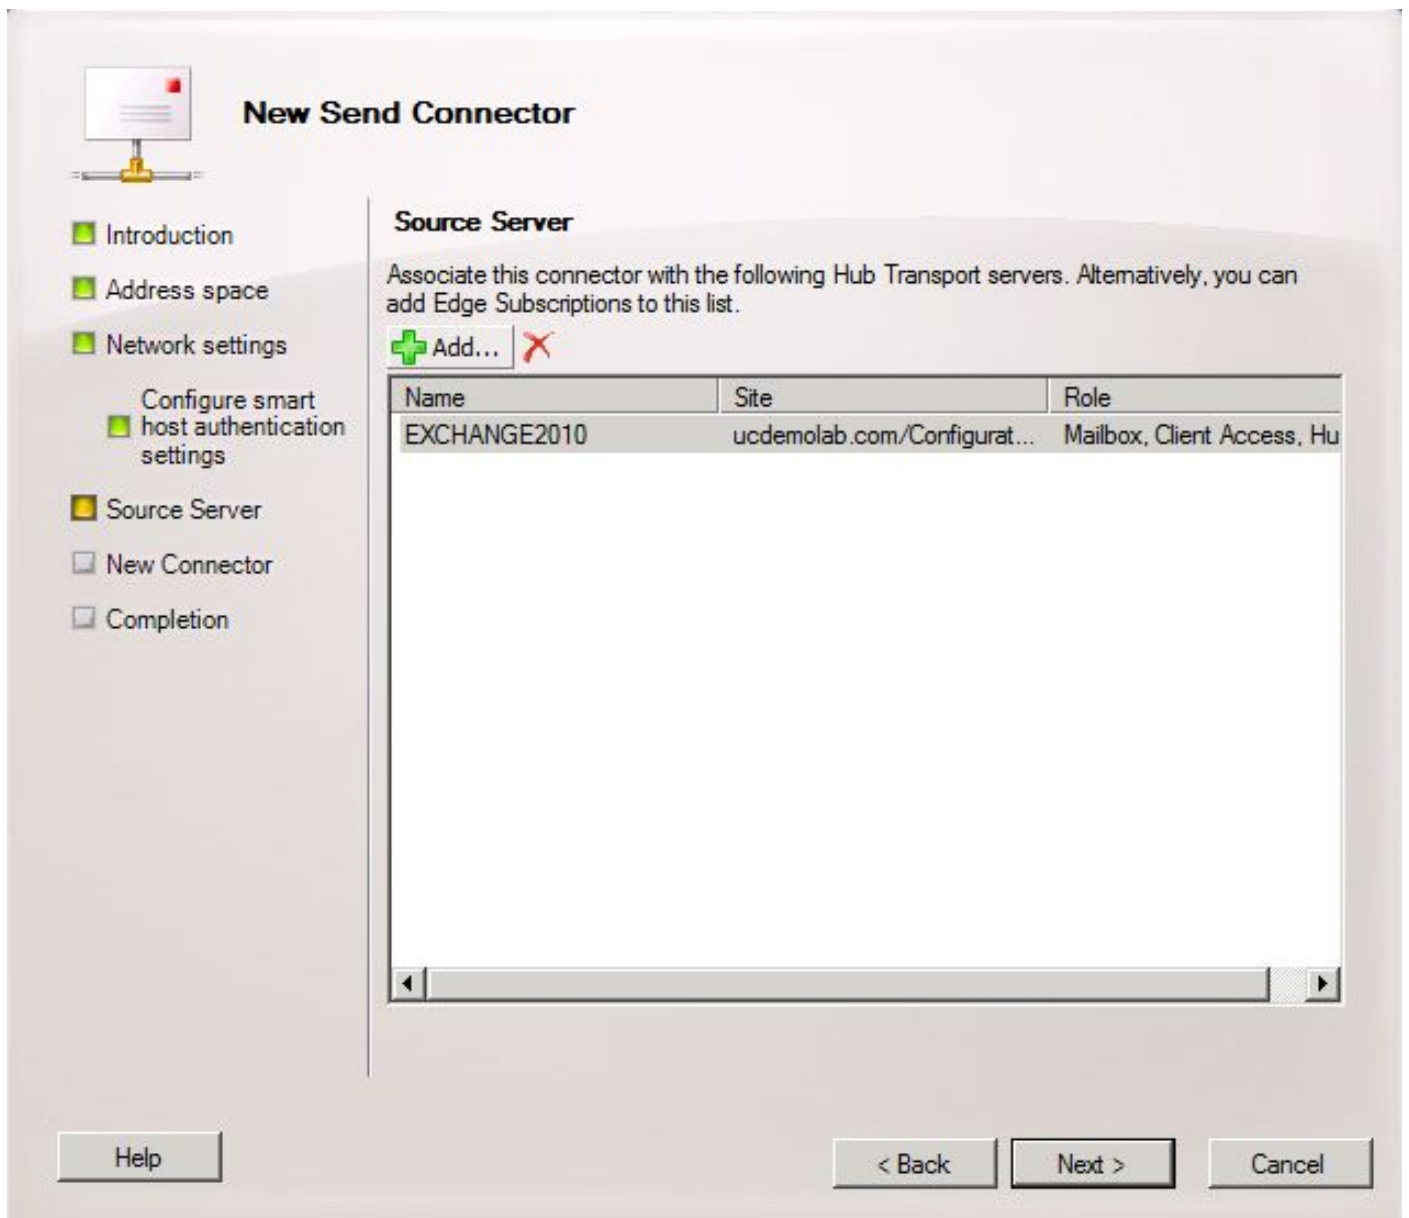 New Send Connector
Introduction
Address space
Network settings
Configure smart
host authentication
settings
Source Server
New Connector
Completion
Source Server
Associate this connector with the following Hub Transport servers. Alternatively, you can
add Edge Subscriptions to this list.
Add...
Name Site Role
EXCHANGE2010 ucdemolab.com/Configurat... Mailbox, Client Access, Hu
Help < Back Next > Cancel